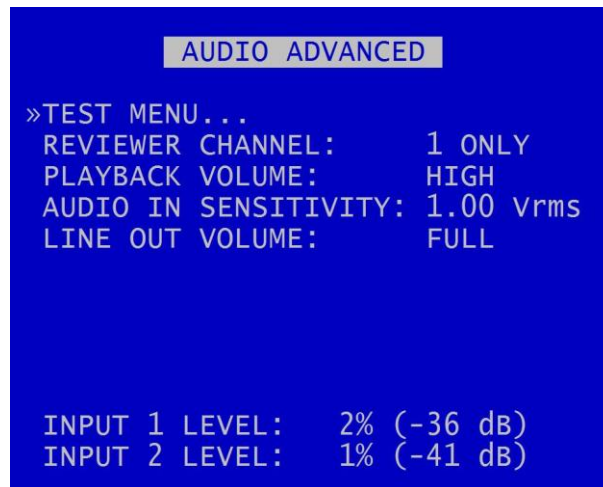 AUDIO ADVANCED
»TEST MENU...
REVIEWER CHANNEL: 1 ONLY
PLAYBACK VOLUME: HIGH
AUDIO IN SENSITIVITY: 1.00 Vrms
LINE OUT VOLUME: FULL
INPUT 1 LEVEL: 2% (-36 dB)
INPUT 2 LEVEL: 1% (-41 dB)